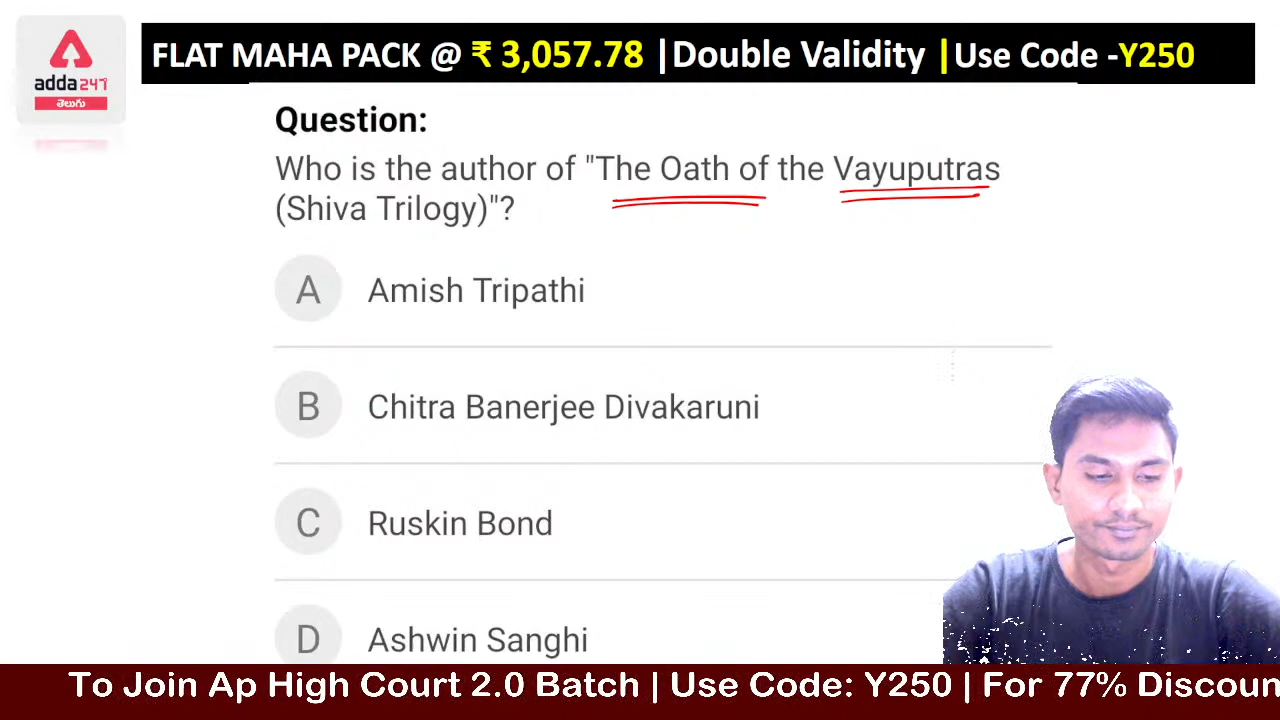 FLAT MAHA PACK @ ₹ 3,057.78 |Double Validity |Use Code -Y250
adda247
తెలుగు
Question:
Who is the author of "The Oath of the Vayuputras
(Shiva Trilogy)"?
A Amish Tripathi
B Chitra Banerjee Divakaruni
C Ruskin Bond
D Ashwin Sanghi
To Join Ap High Court 2.0 Batch | Use Code: Y250 | For 77% Discoun